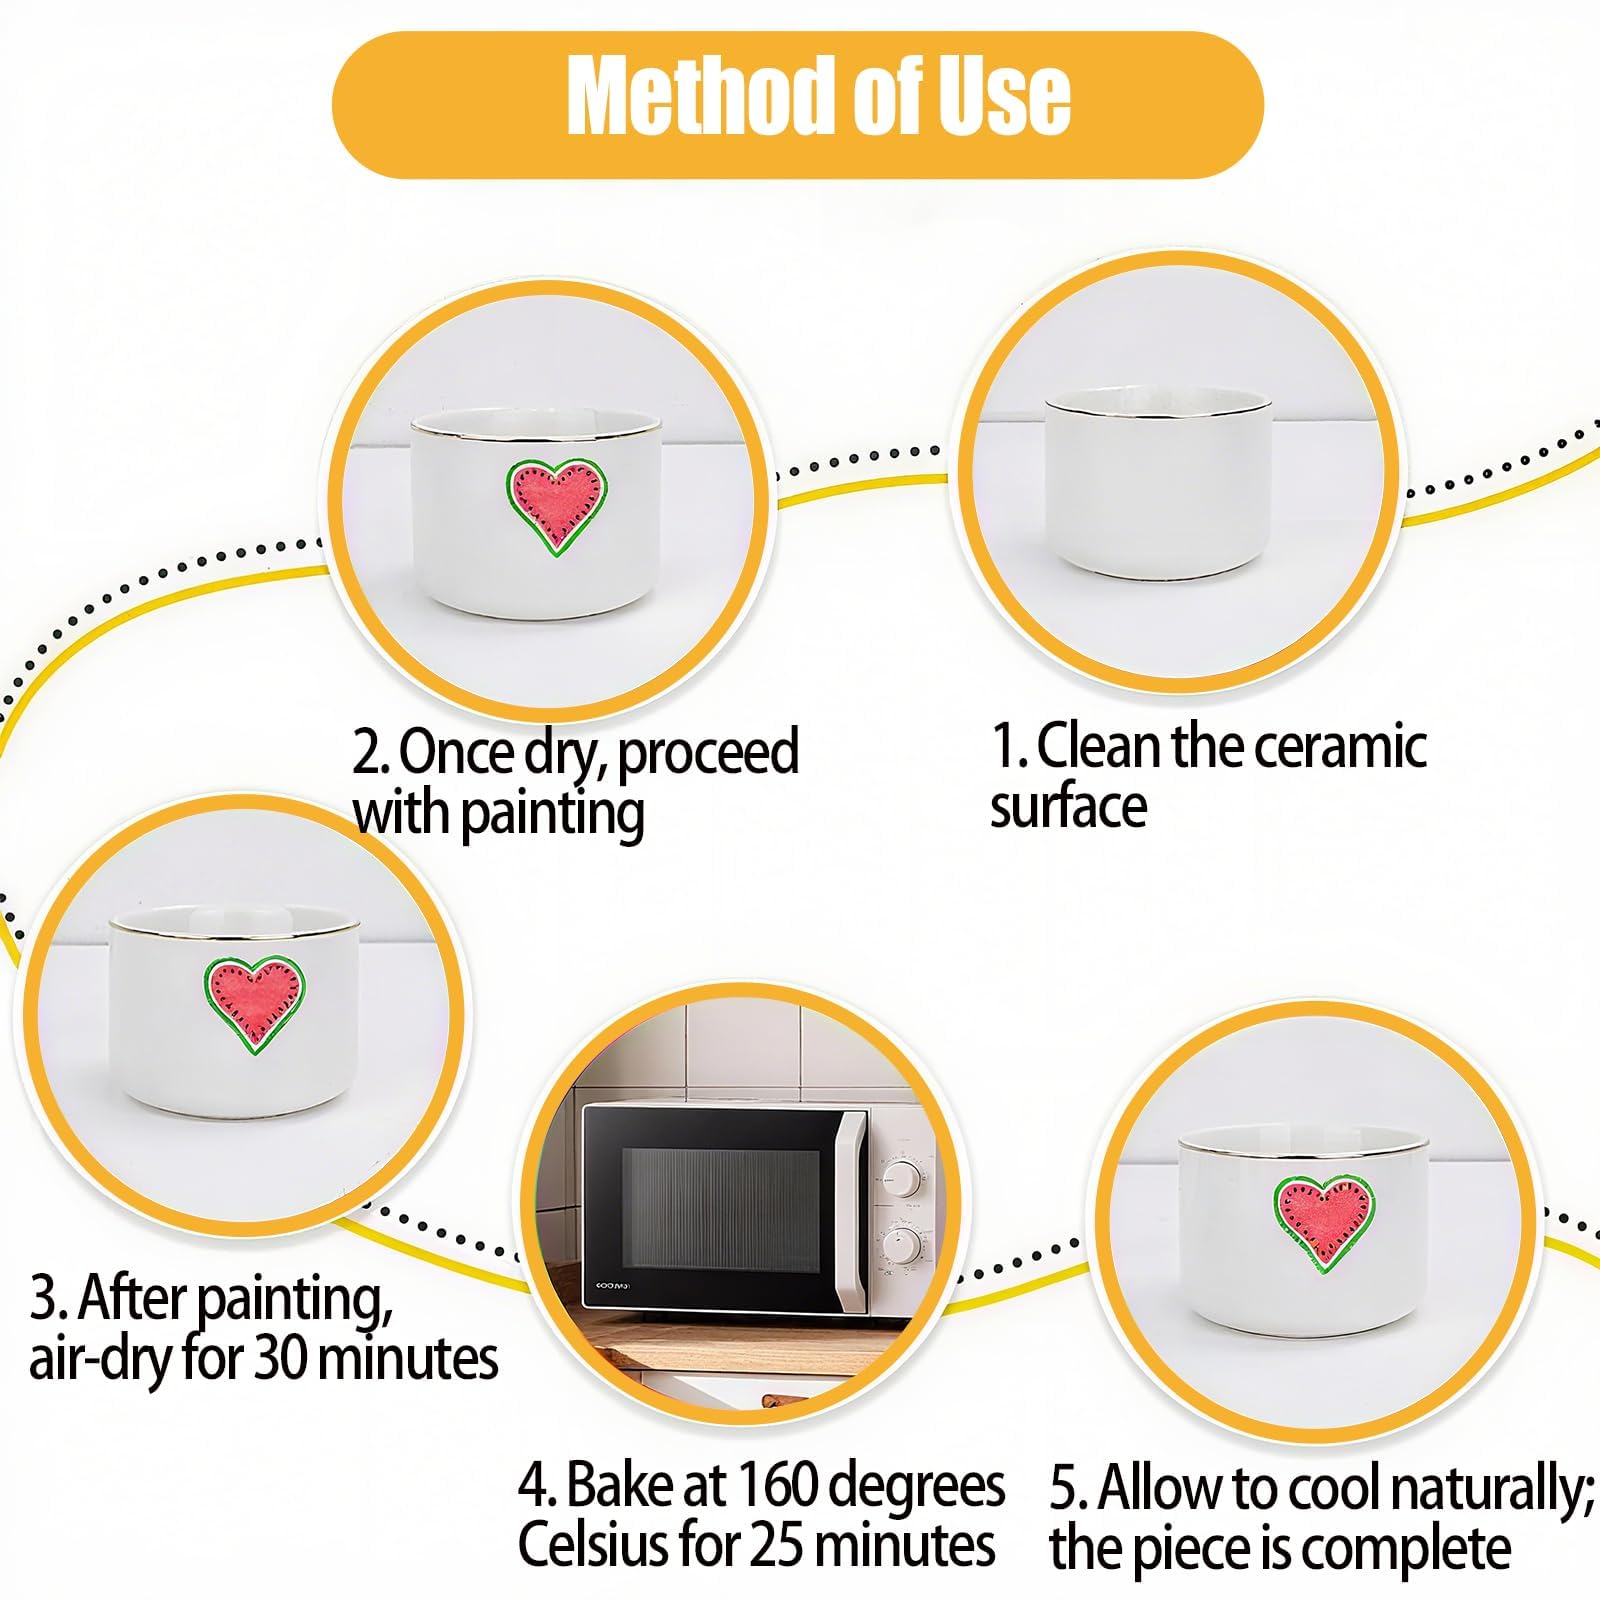 Method of Use
1. Clean the ceramic
surface
2. Once dry, proceed
with painting
3. After painting,
air-dry for 30 minutes
4. Bake at 160 degrees
Celsius for 25 minutes
5. Allow to cool naturally;
the piece is complete